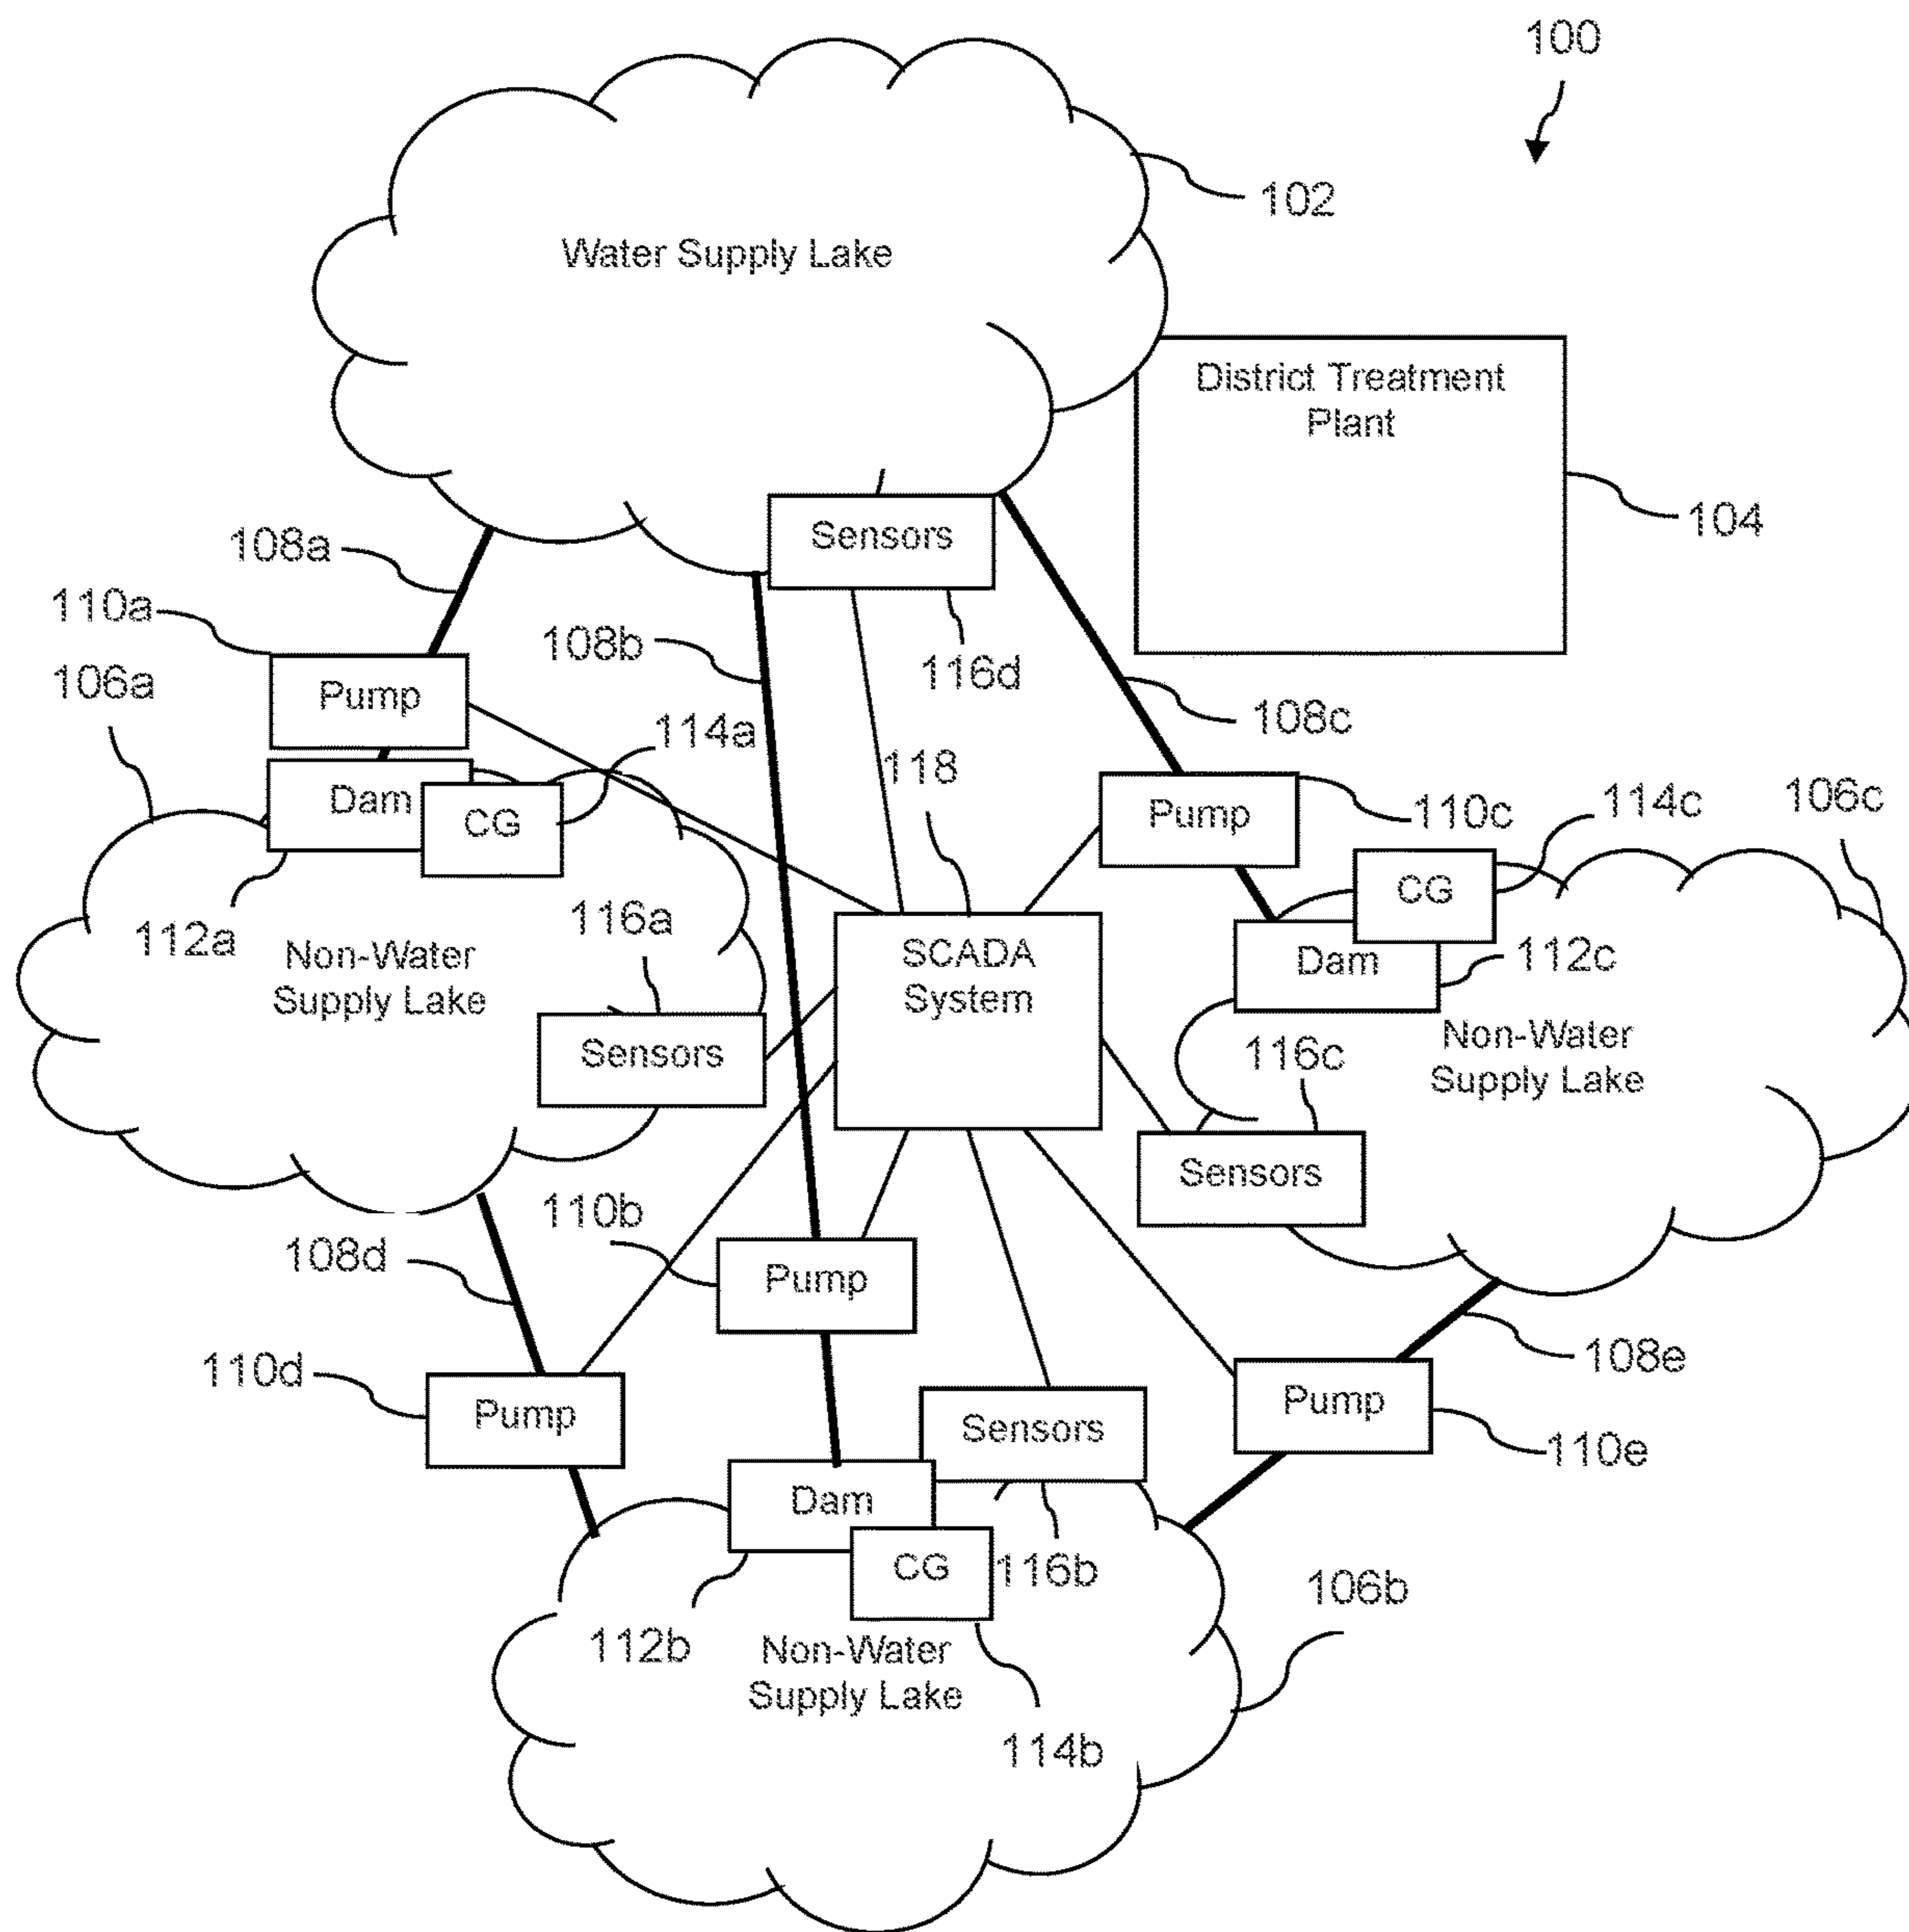 100
102
Water Supply Lake
District Treatment
Plant
104
Sensors
108a
110a
108b
116d
106a
108c
Pump
114a
118
Pump
110c
114c
106c
Dam
CG
CG
112a
116a
Non-Water
Supply Lake
SCADA
System
Dam
112c
Non-Water
Supply Lake
116c
Sensors
Sensors
110b
108d
Pump
108e
110d
Pump
Sensors
Pump
110e
Dam
CG
116b
106b
112b
Non-Water
Supply Lake
114b